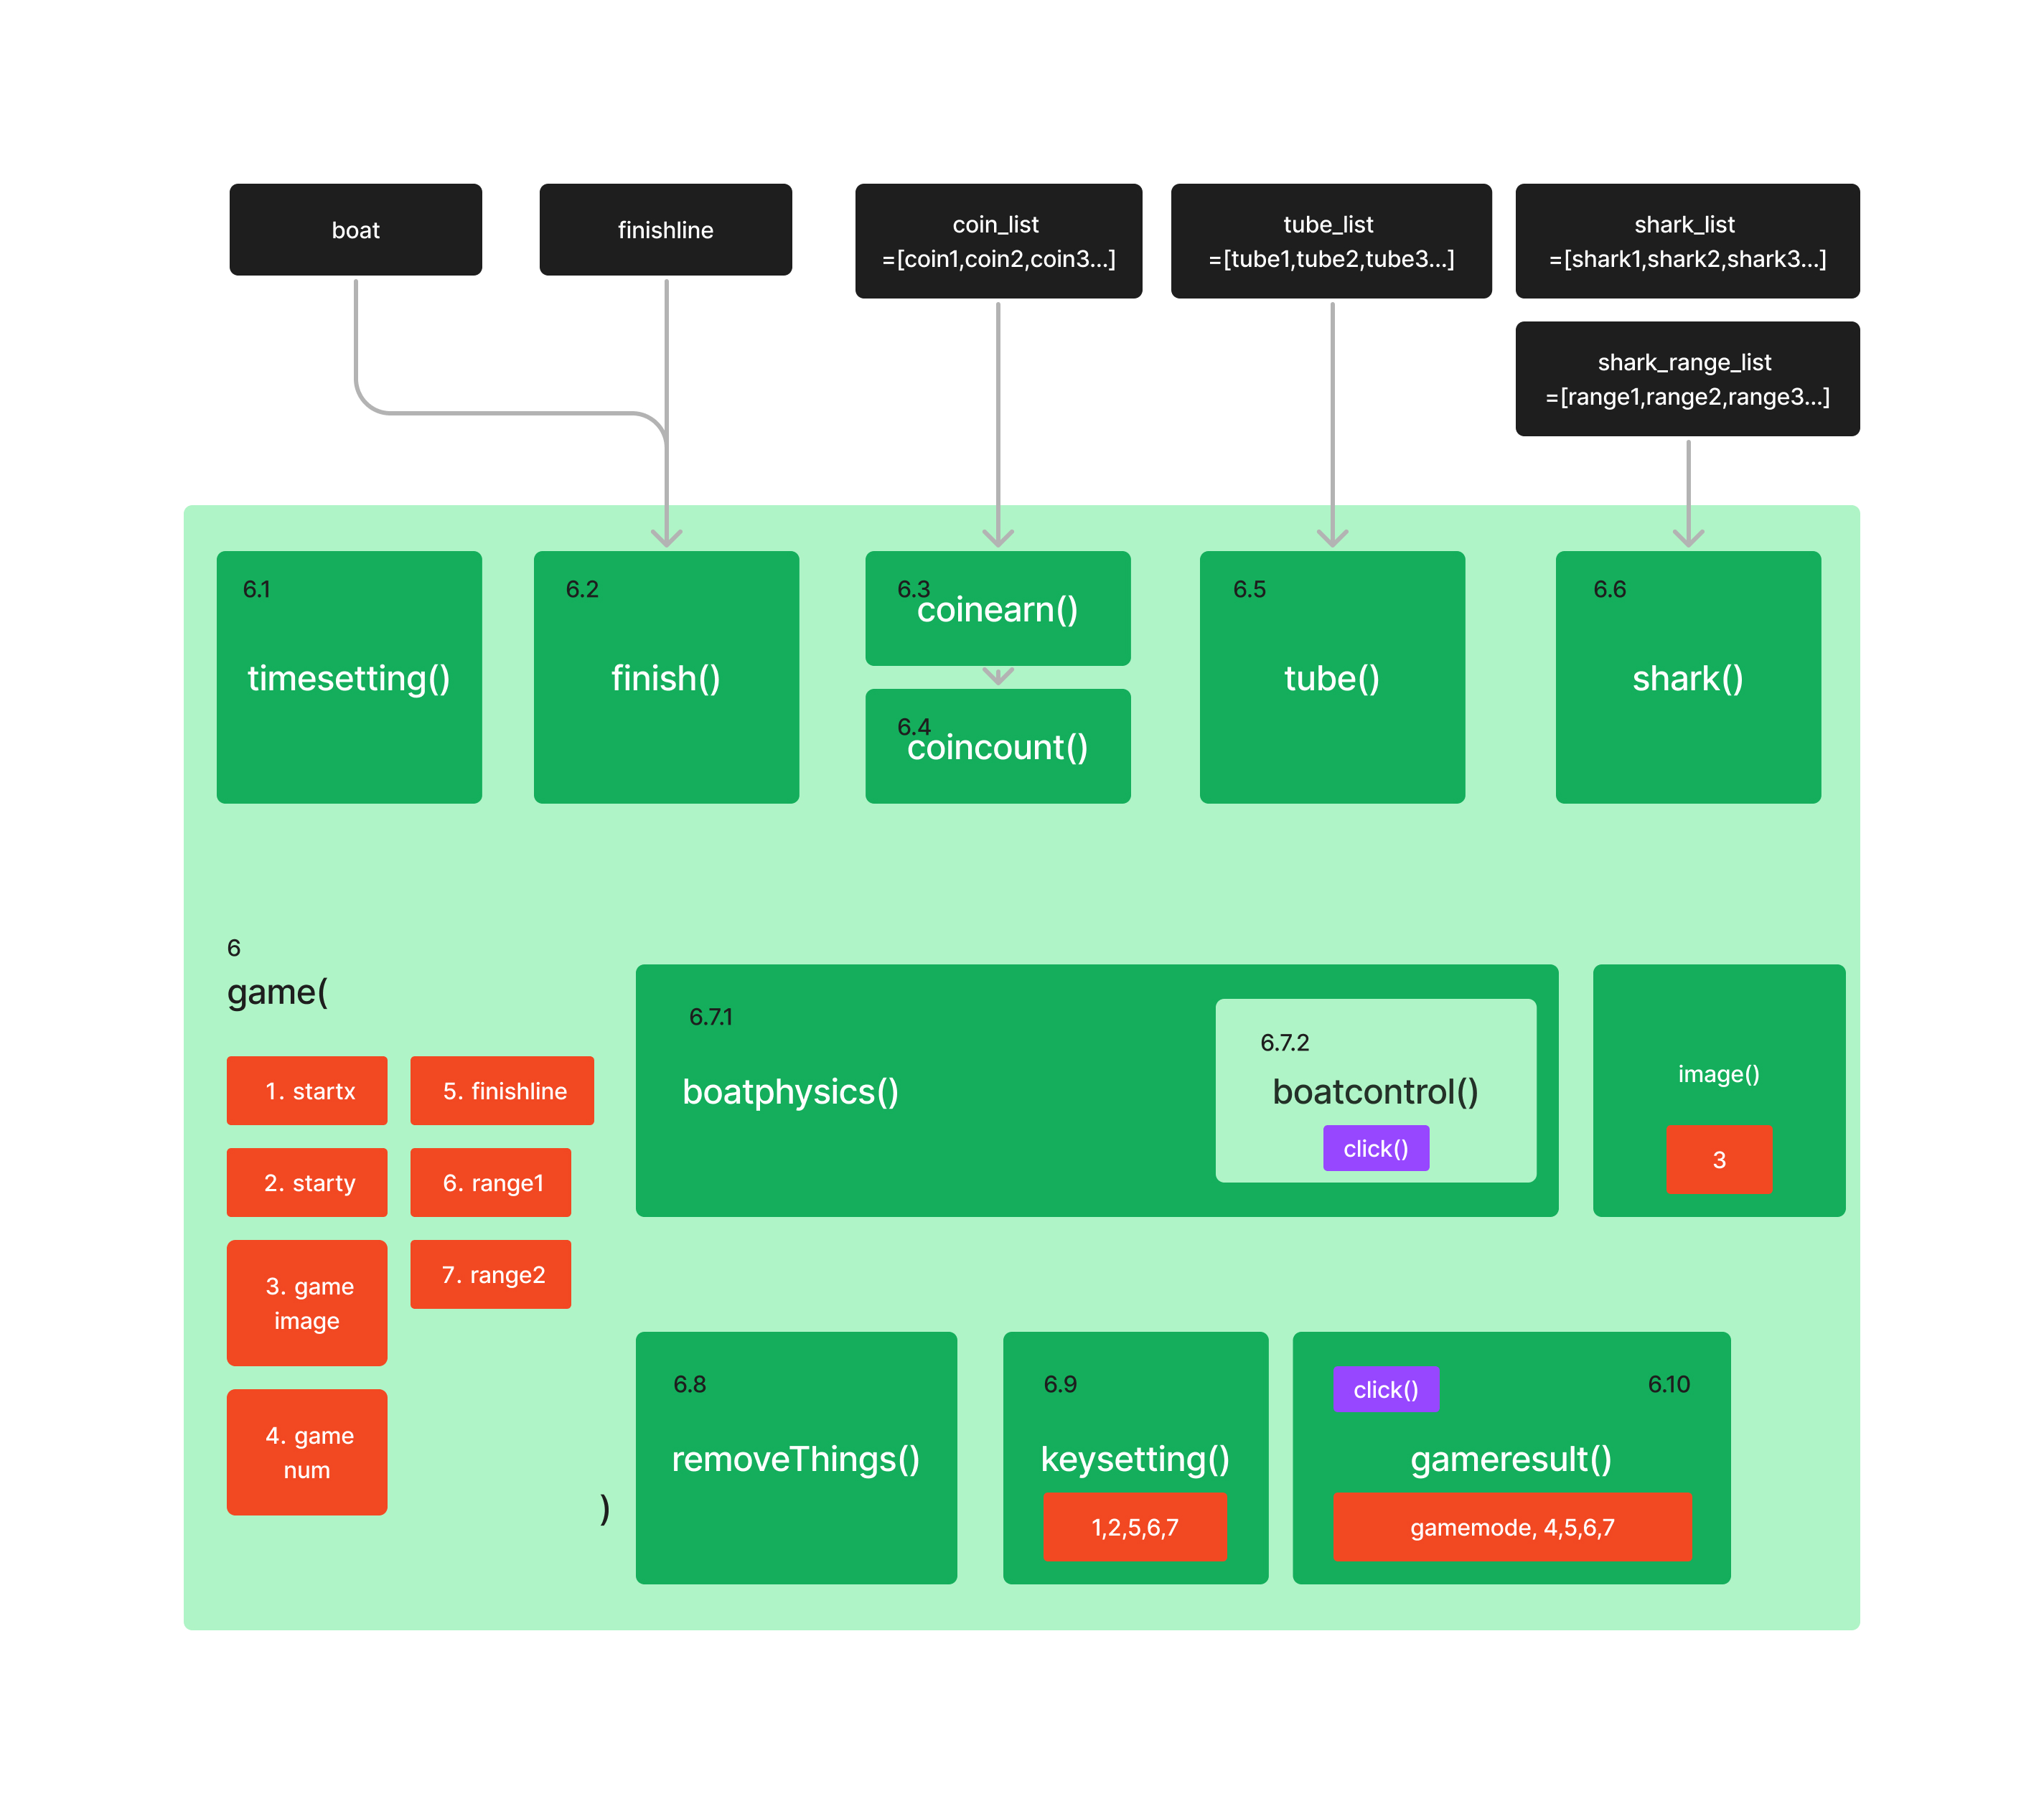 boat
finishline
coin_list
=[coin1,coin2,coin3...]
tube_list
=[tube1,tube2,tube3...]
shark_list
=[shark1,shark2,shark3...]
shark_range_list
=[range1,range2,range3...]
6.1
timesetting()
6.2
finish()
6.3
coinearn()
6.4
coincount()
6.5
tube()
6.6
shark()
6
game(
1. startx
2. starty
3. game
image
4. game
num
5. finishline
6. range1
7. range2
)
6.7.1
boatphysics()
6.7.2
boatcontrol()
click()
image()
3
6.8
removeThings()
6.9
keysetting()
1,2,5,6,7
click()
6.10
gameresult()
gamemode, 4,5,6,7